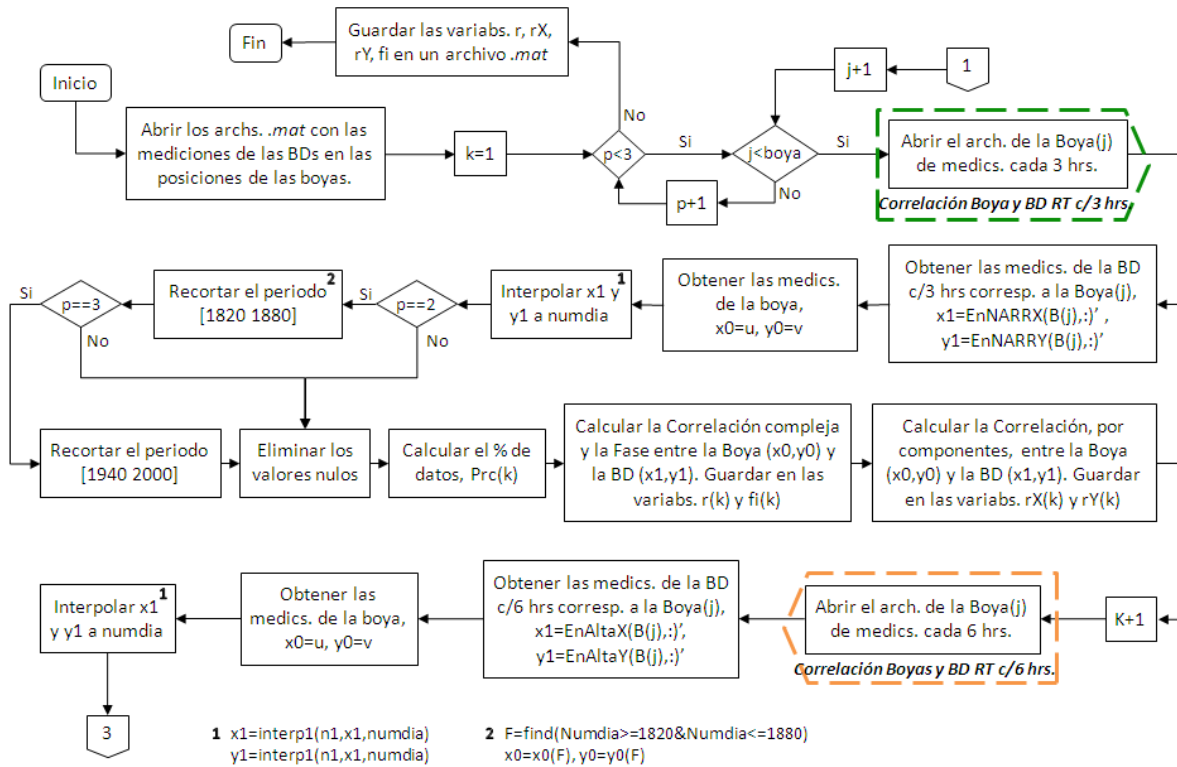 Fin
Guardar las variabs. r, rX,
rY, fi en un archivo .mat
Inicio
j+1
1
Abrir los archs. .mat con las
mediciones de las BDs en las
posiciones de las boyas.
k=1
No
p<3
Si
j<boya
Si
No
p+1
Abrir el arch. de la Boya(j)
de medics. cada 3 hrs.
Correlación Boya y BD RT c/3 hrs.
Si
p==3
No
Recortar el periodo 2
[1820 1880]
Si
p==2
No
Interpolar x1 y 1
y1 a numdia
Obtener las medics.
de la boya,
x0=u, y0=v
Obtener las medics. de la BD
c/3 hrs corresp. a la Boya(j),
x1=EnNARRX(B(j),:)’ ,
y1=EnNARRY(B(j),:)’
Recortar el periodo
[1940 2000]
Eliminar los
valores nulos
Calcular el % de
datos, Prc(k)
Calcular la Correlación compleja
y la Fase entre la Boya (x0,y0) y
la BD (x1,y1). Guardar en las
variabs. r(k) y fi(k)
Calcular la Correlación, por
componentes, entre la Boya
(x0,y0) y la BD (x1,y1). Guardar
en las variabs. rX(k) y rY(k)
Interpolar x1 1
y y1 a numdia
Obtener las
medics. de la boya,
x0=u, y0=v
Obtener las medics. de la BD
c/6 hrs corresp. a la Boya(j),
x1=EnAltaX(B(j),:)’,
y1=EnAltaY(B(j),:)’
Abrir el arch. de la Boya(j)
de medics. cada 6 hrs.
Correlación Boyas y BD RT c/6 hrs.
K+1
3
1 x1=interp1(n1,x1,numdia)
y1=interp1(n1,x1,numdia)
2 F=find(Numdia>=1820&Numdia<=1880)
x0=x0(F), y0=y0(F)